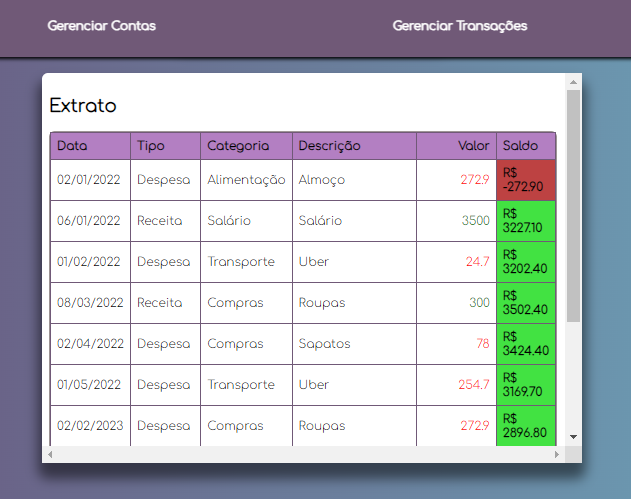 Gerenciar Contas Gerenciar Transações
Extrato
Data Tipo Categoria Descrição Valor Saldo
02/01/2022 Despesa Alimentação Almoço 272.9 R$ -272.90
06/01/2022 Receita Salário Salário 3500 R$ 3227.10
01/02/2022 Despesa Transporte Uber 24.7 R$ 3202.40
08/03/2022 Receita Compras Roupas 300 R$ 3502.40
02/04/2022 Despesa Compras Sapatos 78 R$ 3424.40
01/05/2022 Despesa Transporte Uber 254.7 R$ 3169.70
02/02/2023 Despesa Compras Roupas 272.9 R$ 2896.80